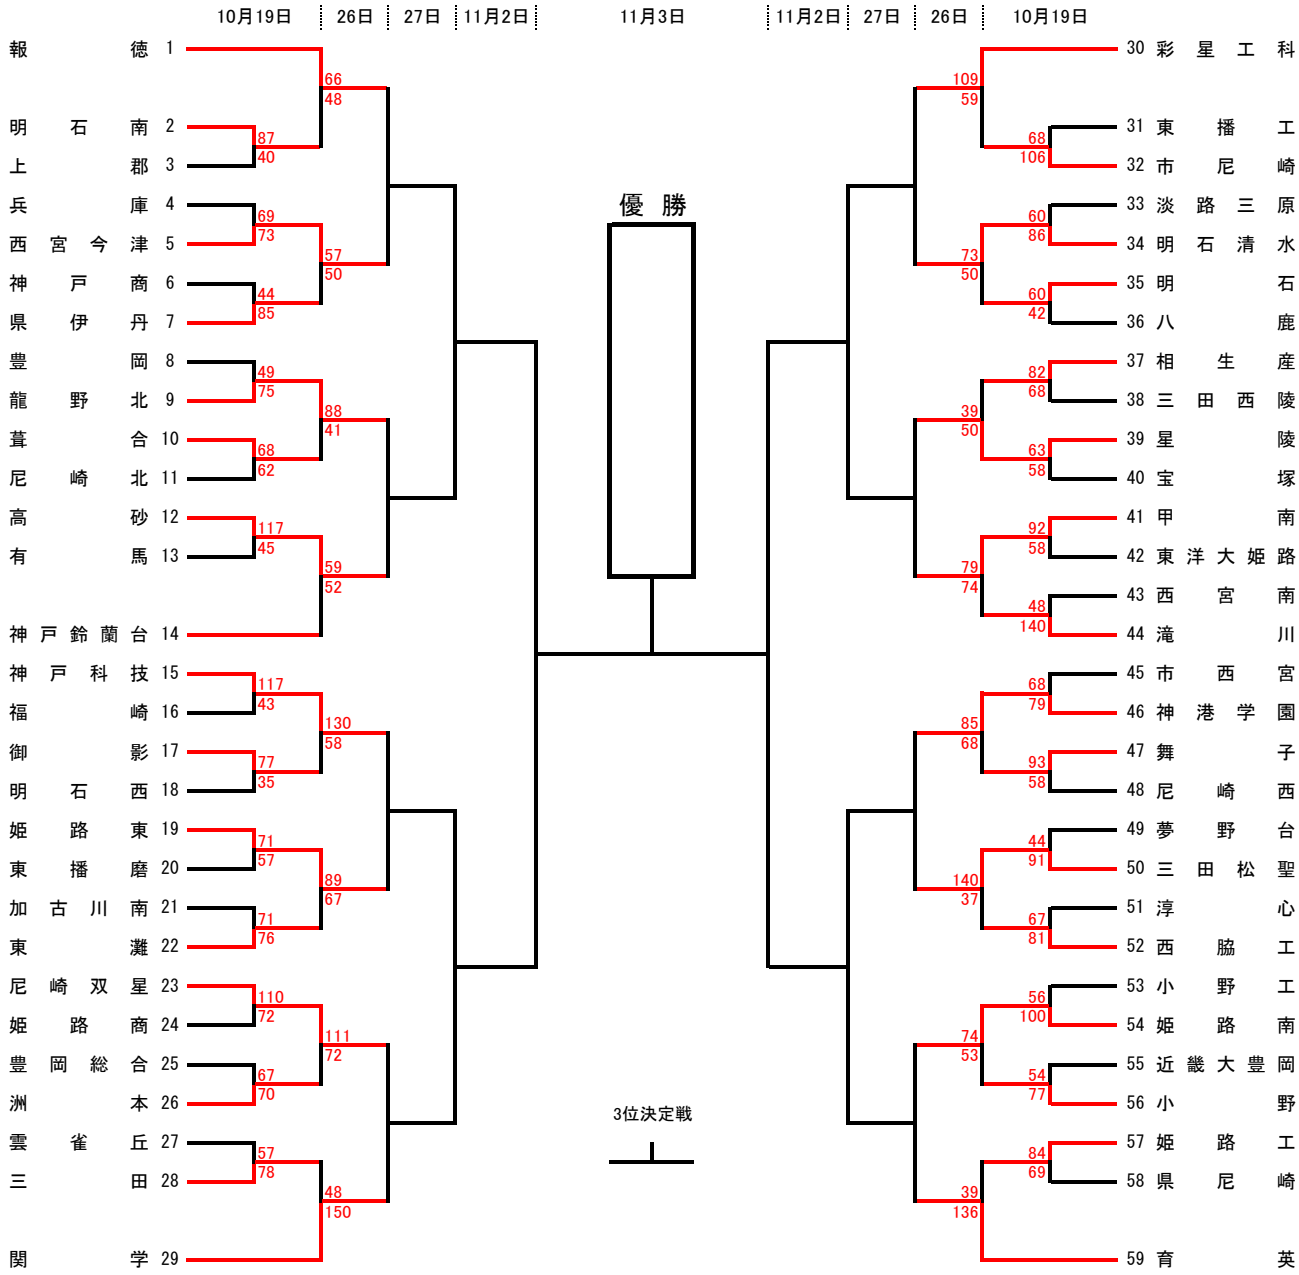 10月19日 26日 27日 11月2日 11月3日 11月2日 27日 26日 10月19日
報徳 1
30 彩星工科
66 109
48 59
明石南 2
31 東播工
87 68
40 106
上郡 3
32 市尼崎
兵庫 4
優勝
33 淡路三原
69 60
73 86
西宮今津 5
34 明石清水
57 73
50 50
神戸商 6
35 明石
44 60
85 42
県伊丹 7
36 八鹿
豊岡 8
37 相生産
49 82
75 68
龍野北 9
38 三田西陵
88 39
41 50
葺合 10
39 星陵
68 63
62 58
尼崎北 11
40 宝塚
高砂 12
41 甲南
117 92
45 58
有馬 13
42 東洋大姫路
59 79
52 74
43 西宮南
48
140
神戸鈴蘭台 14
44 滝川
神戸科技 15
45 市西宮
117 68
43 79
福崎 16
46 神港学園
130 85
58 68
御影 17
47 舞子
77 93
35 58
明石西 18
48 尼崎西
姫路東 19
49 夢野台
71 44
57 91
東播磨 20
50 三田松聖
89 140
67 37
加古川南 21
51 淳心
71 67
76 81
東灘 22
52 西脇工
尼崎双星 23
53 小野工
110 56
72 100
姫路商 24
54 姫路南
111 74
72 53
豊岡総合 25
55 近畿大豊岡
67 54
70 77
洲本 26
56 小野
3位決定戦
雲雀丘 27
57 姫路工
57 84
78 69
三田 28
58 県尼崎
48 39
150 136
関学 29
59 育英